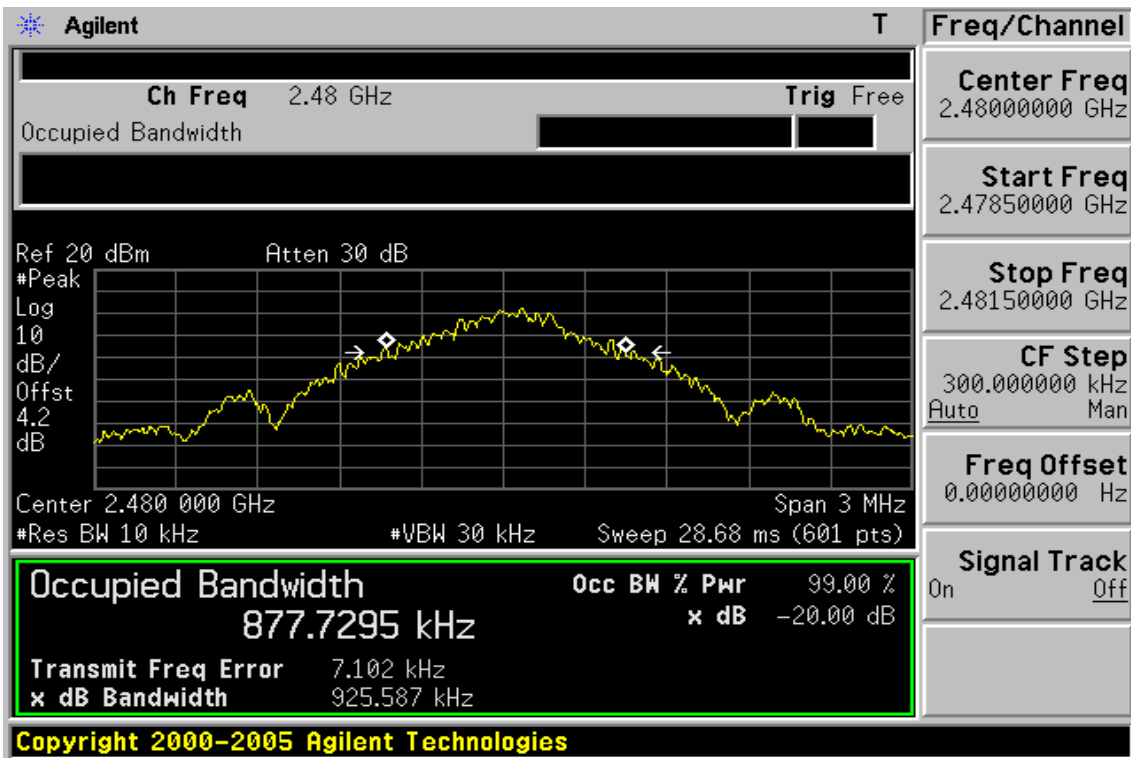 Agilent T
Ch Freq 2.48 GHz Trig Free
Occupied Bandwidth
Ref 20 dBm Atten 30 dB
#Peak
Log
10
dB/
Offst
4.2
dB
Center 2.480 000 GHz Span 3 MHz
#Res BW 10 kHz #VBW 30 kHz Sweep 28.68 ms (601 pts)
Occupied Bandwidth
877.7295 kHz
Occ BW % Pwr 99.00 %
x dB -20.00 dB
Transmit Freq Error 7.102 kHz
x dB Bandwidth 925.587 kHz
Copyright 2000-2005 Agilent Technologies
Freq/Channel
Center Freq
2.48000000 GHz
Start Freq
2.47850000 GHz
Stop Freq
2.48150000 GHz
CF Step
300.000000 kHz
Auto Man
Freq Offset
0.00000000 Hz
Signal Track
On Off